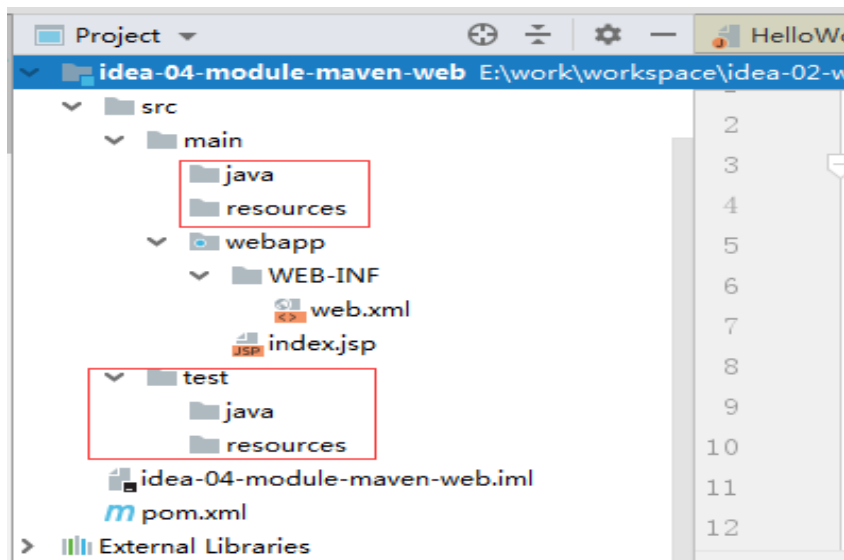 Project
HelloWo
idea-04-module-maven-web E:\work\workspace\idea-02-w
src
main
java
resources
webapp
WEB-INF
web.xml
JSP index.jsp
test
java
resources
idea-04-module-maven-web.iml
m pom.xml
External Libraries
2
3
4
5
6
7
8
9
10
11
12